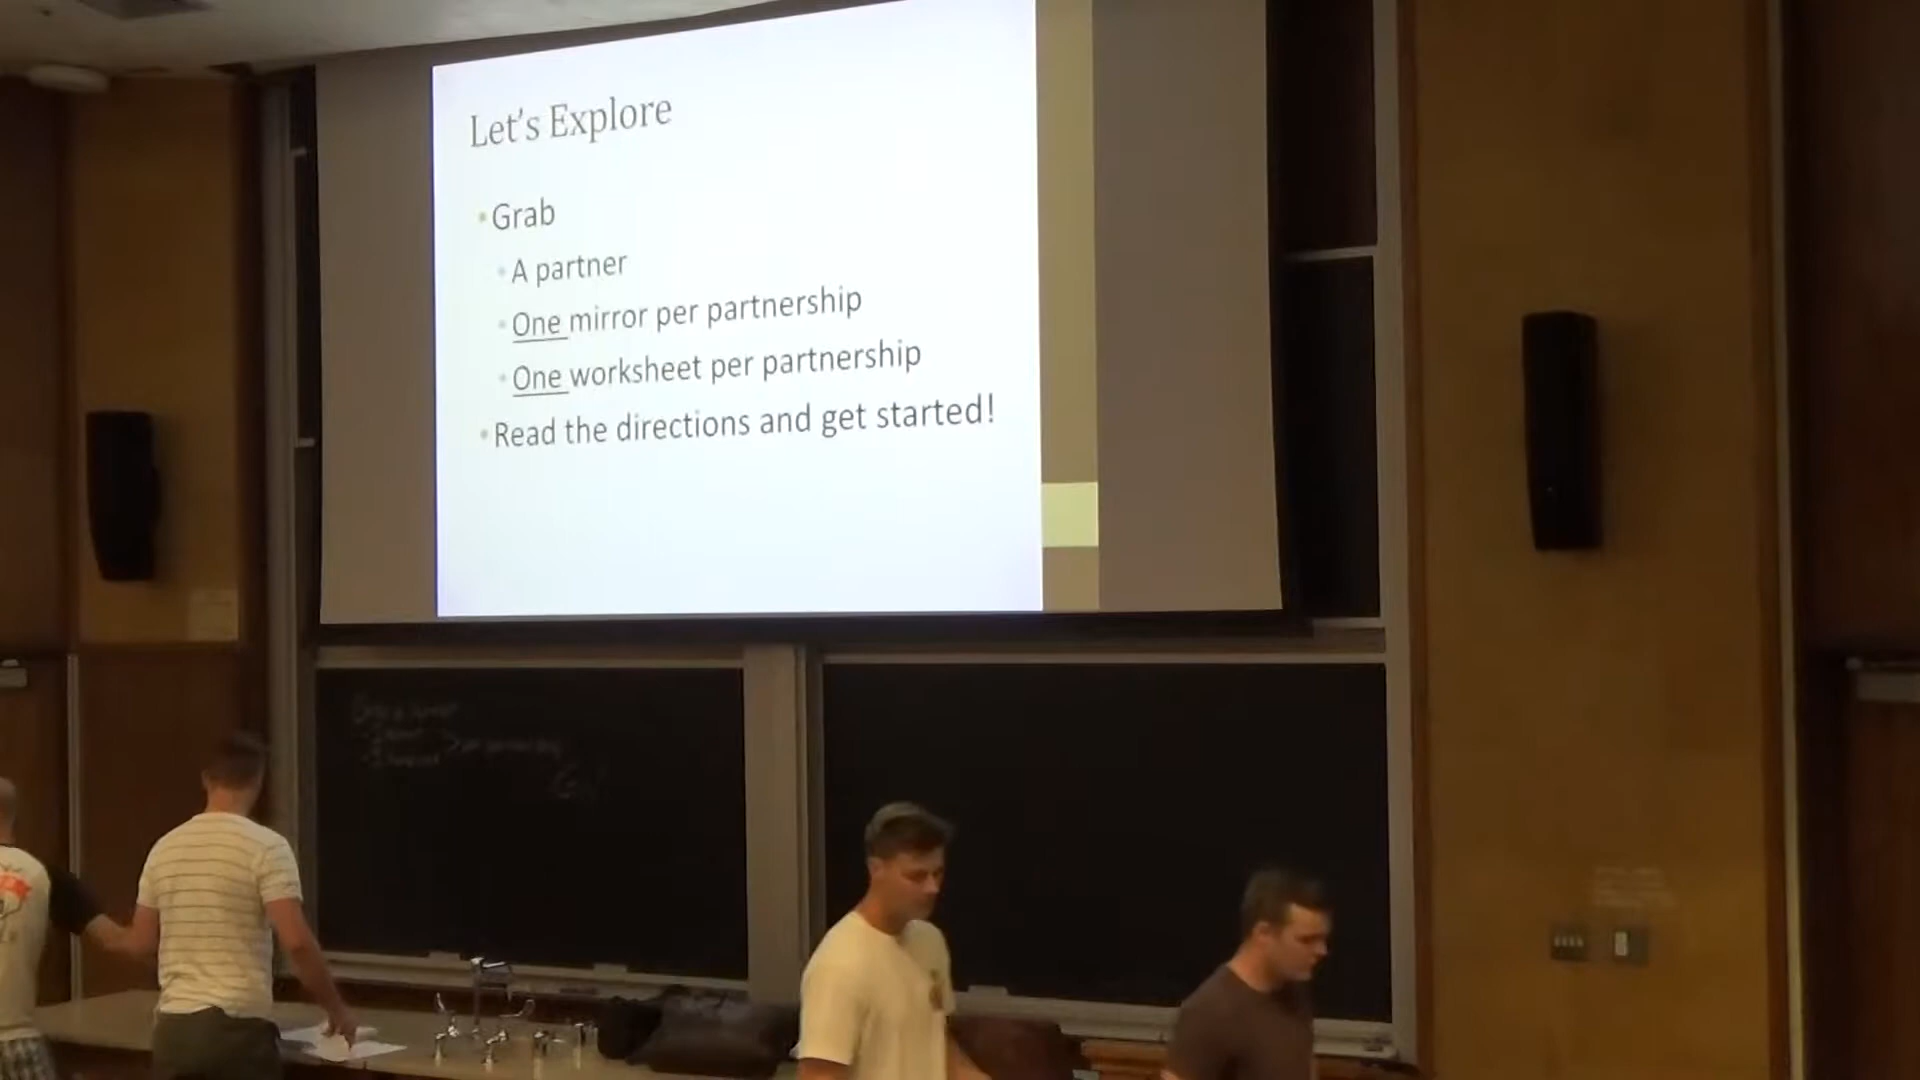 Let's Explore
Grab
A partner
One mirror per partnership
One worksheet per partnership
Read the directions and get started!